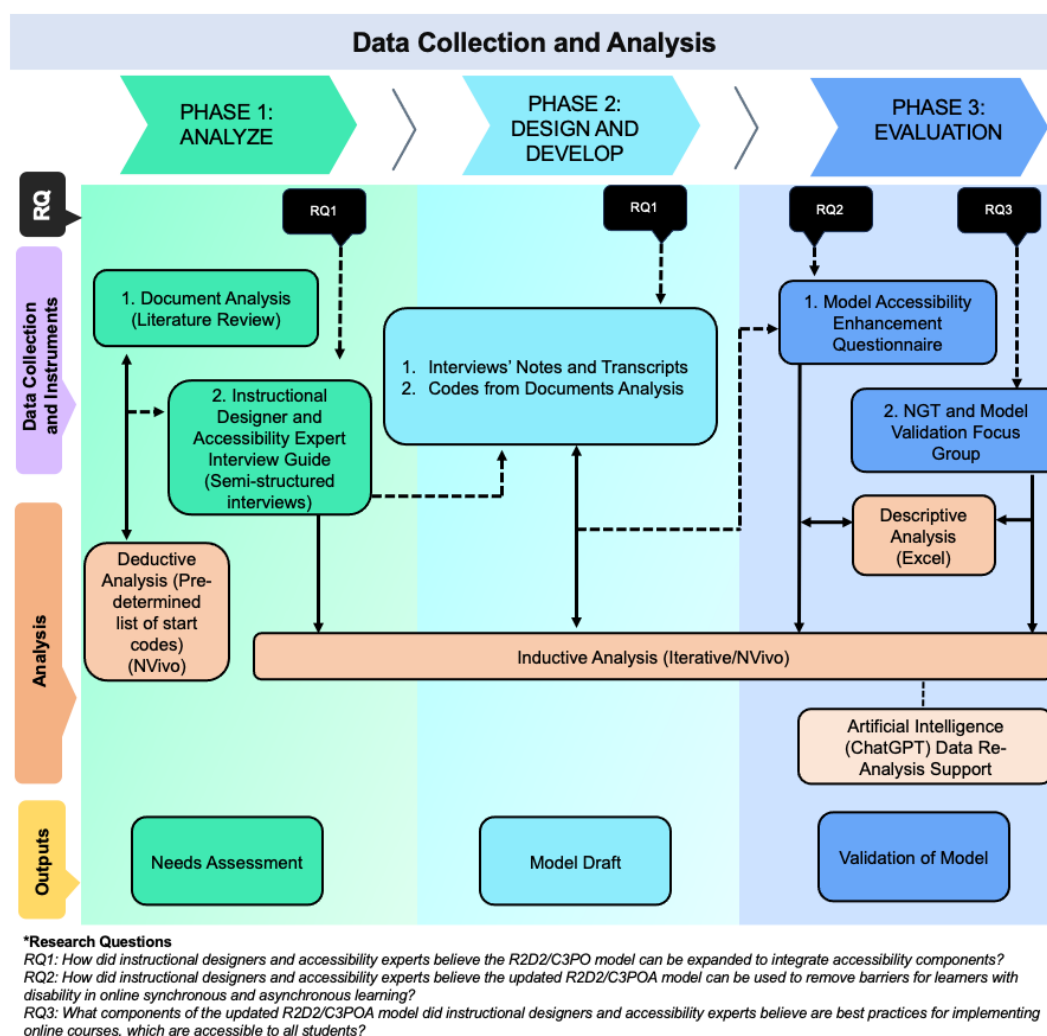 Data Collection and Analysis
PHASE 1:
ANALYZE
PHASE 2:
DESIGN AND
DEVELOP
PHASE 3:
EVALUATION
RQ
RQ1
RQ1
RQ2
RQ3
Data Collection
and Instruments
1. Document Analysis
(Literature Review)
2. Instructional
Designer and
Accessibility Expert
Interview Guide
(Semi-structured
interviews)
1. Interviews' Notes and Transcripts
2. Codes from Documents Analysis
1. Model Accessibility
Enhancement
Questionnaire
2. NGT and Model
Validation Focus
Group
Analysis
Deductive
Analysis (Pre-
determined
list of start
codes)
(NVivo)
Descriptive
Analysis
(Excel)
Inductive Analysis (Iterative/NVivo)
Artificial Intelligence
(ChatGPT) Data Re-
Analysis Support
Outputs
Needs Assessment
Model Draft
Validation of Model
*Research Questions
RQ1: How did instructional designers and accessibility experts believe the R2D2/C3PO model can be expanded to integrate accessibility components?
RQ2: How did instructional designers and accessibility experts believe the updated R2D2/C3POA model can be used to remove barriers for learners with
disability in online synchronous and asynchronous learning?
RQ3: What components of the updated R2D2/C3POA model did instructional designers and accessibility experts believe are best practices for implementing
online courses, which are accessible to all students?